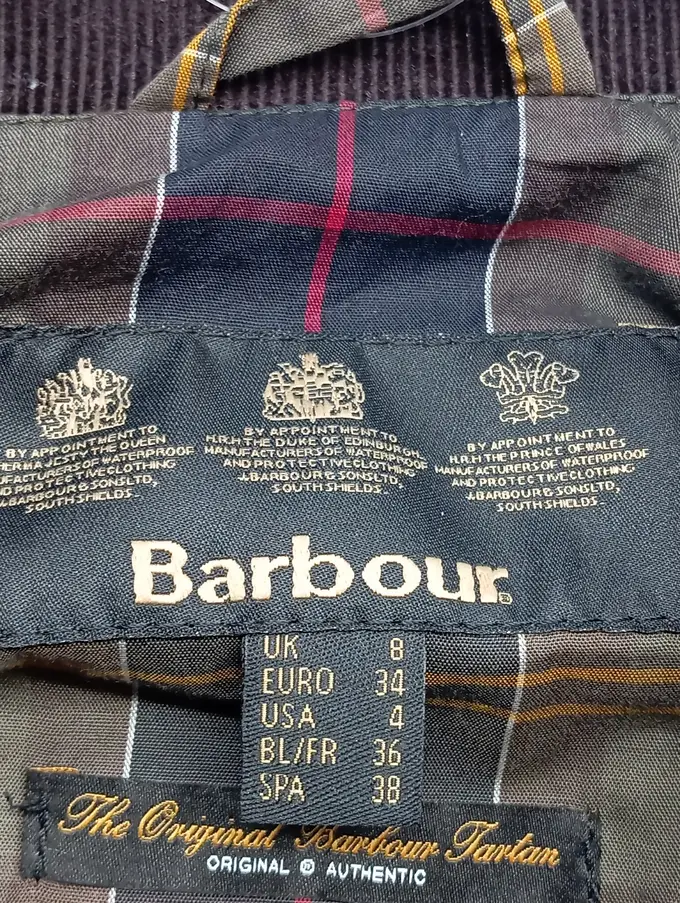 BY APPOINTMENT TO
HER MAJESTY THE QUEEN
MANUFACTURERS OF WATERPROOF
AND PROTECTIVE CLOTHING
J.BARBOUR & SONS LTD,
SOUTH SHIELDS.
BY APPOINTMENT TO
H.R.H THE DUKE OF EDINBURGH
MANUFACTURERS OF WATERPROOF
AND PROTECTIVE CLOTHING
J.BARBOUR & SONS LTD,
SOUTH SHIELDS.
BY APPOINTMENT TO
H.R.H. THE PRINCE OF WALES
MANUFACTURERS OF WATERPROOF
AND PROTECTIVE CLOTHING
J.BARBOUR & SONS LTD,
SOUTH SHIELDS.
Barbour®
UK 8
EURO 34
USA 4
BL/FR 36
SPA 38
The Original Barbour Tartan
ORIGINAL ® AUTHENTIC